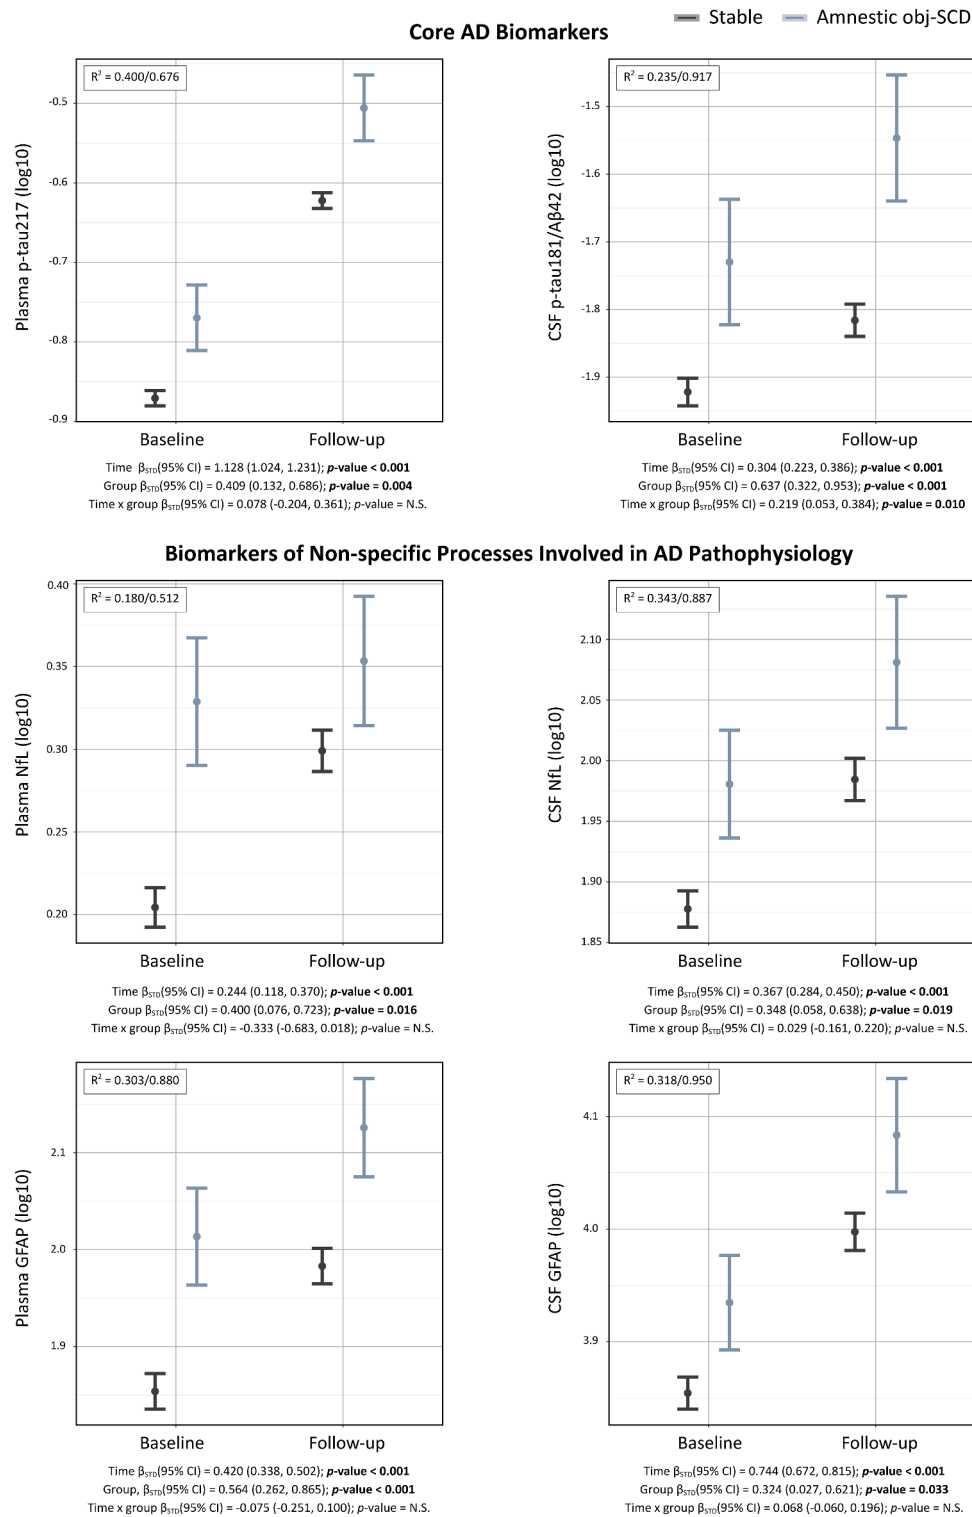 Stable Amnestic obj-SCD
Core AD Biomarkers
R² = 0.400/0.676
Plasma p-tau217 (log10)
-0.5
-0.6
-0.7
-0.8
-0.9
Baseline Follow-up
Time βSTD(95% CI) = 1.128 (1.024, 1.231); p-value < 0.001
Group βSTD(95% CI) = 0.409 (0.132, 0.686); p-value = 0.004
Time x group βSTD(95% CI) = 0.078 (-0.204, 0.361); p-value = N.S.
R² = 0.235/0.917
CSF p-tau181/Aβ42 (log10)
-1.5
-1.6
-1.7
-1.8
-1.9
Baseline Follow-up
Time βSTD(95% CI) = 0.304 (0.223, 0.386); p-value < 0.001
Group βSTD(95% CI) = 0.637 (0.322, 0.953); p-value < 0.001
Time x group βSTD(95% CI) = 0.219 (0.053, 0.384); p-value = 0.010
Biomarkers of Non-specific Processes Involved in AD Pathophysiology
R² = 0.180/0.512
Plasma NfL (log10)
0.40
0.35
0.30
0.25
0.20
Baseline Follow-up
Time βSTD(95% CI) = 0.244 (0.118, 0.370); p-value < 0.001
Group βSTD(95% CI) = 0.400 (0.076, 0.723); p-value = 0.016
Time x group βSTD(95% CI) = -0.333 (-0.683, 0.018); p-value = N.S.
R² = 0.343/0.887
CSF NfL (log10)
2.10
2.05
2.00
1.95
1.90
1.85
Baseline Follow-up
Time βSTD(95% CI) = 0.367 (0.284, 0.450); p-value < 0.001
Group βSTD(95% CI) = 0.348 (0.058, 0.638); p-value = 0.019
Time x group βSTD(95% CI) = 0.029 (-0.161, 0.220); p-value = N.S.
R² = 0.303/0.880
Plasma GFAP (log10)
2.1
2.0
1.9
Baseline Follow-up
Time βSTD(95% CI) = 0.420 (0.338, 0.502); p-value < 0.001
Group, βSTD(95% CI) = 0.564 (0.262, 0.865); p-value < 0.001
Time x group βSTD(95% CI) = -0.075 (-0.251, 0.100); p-value = N.S.
R² = 0.318/0.950
CSF GFAP (log10)
4.1
4.0
3.9
Baseline Follow-up
Time βSTD(95% CI) = 0.744 (0.672, 0.815); p-value < 0.001
Group βSTD(95% CI) = 0.324 (0.027, 0.621); p-value = 0.033
Time x group βSTD(95% CI) = 0.068 (-0.060, 0.196); p-value = N.S.